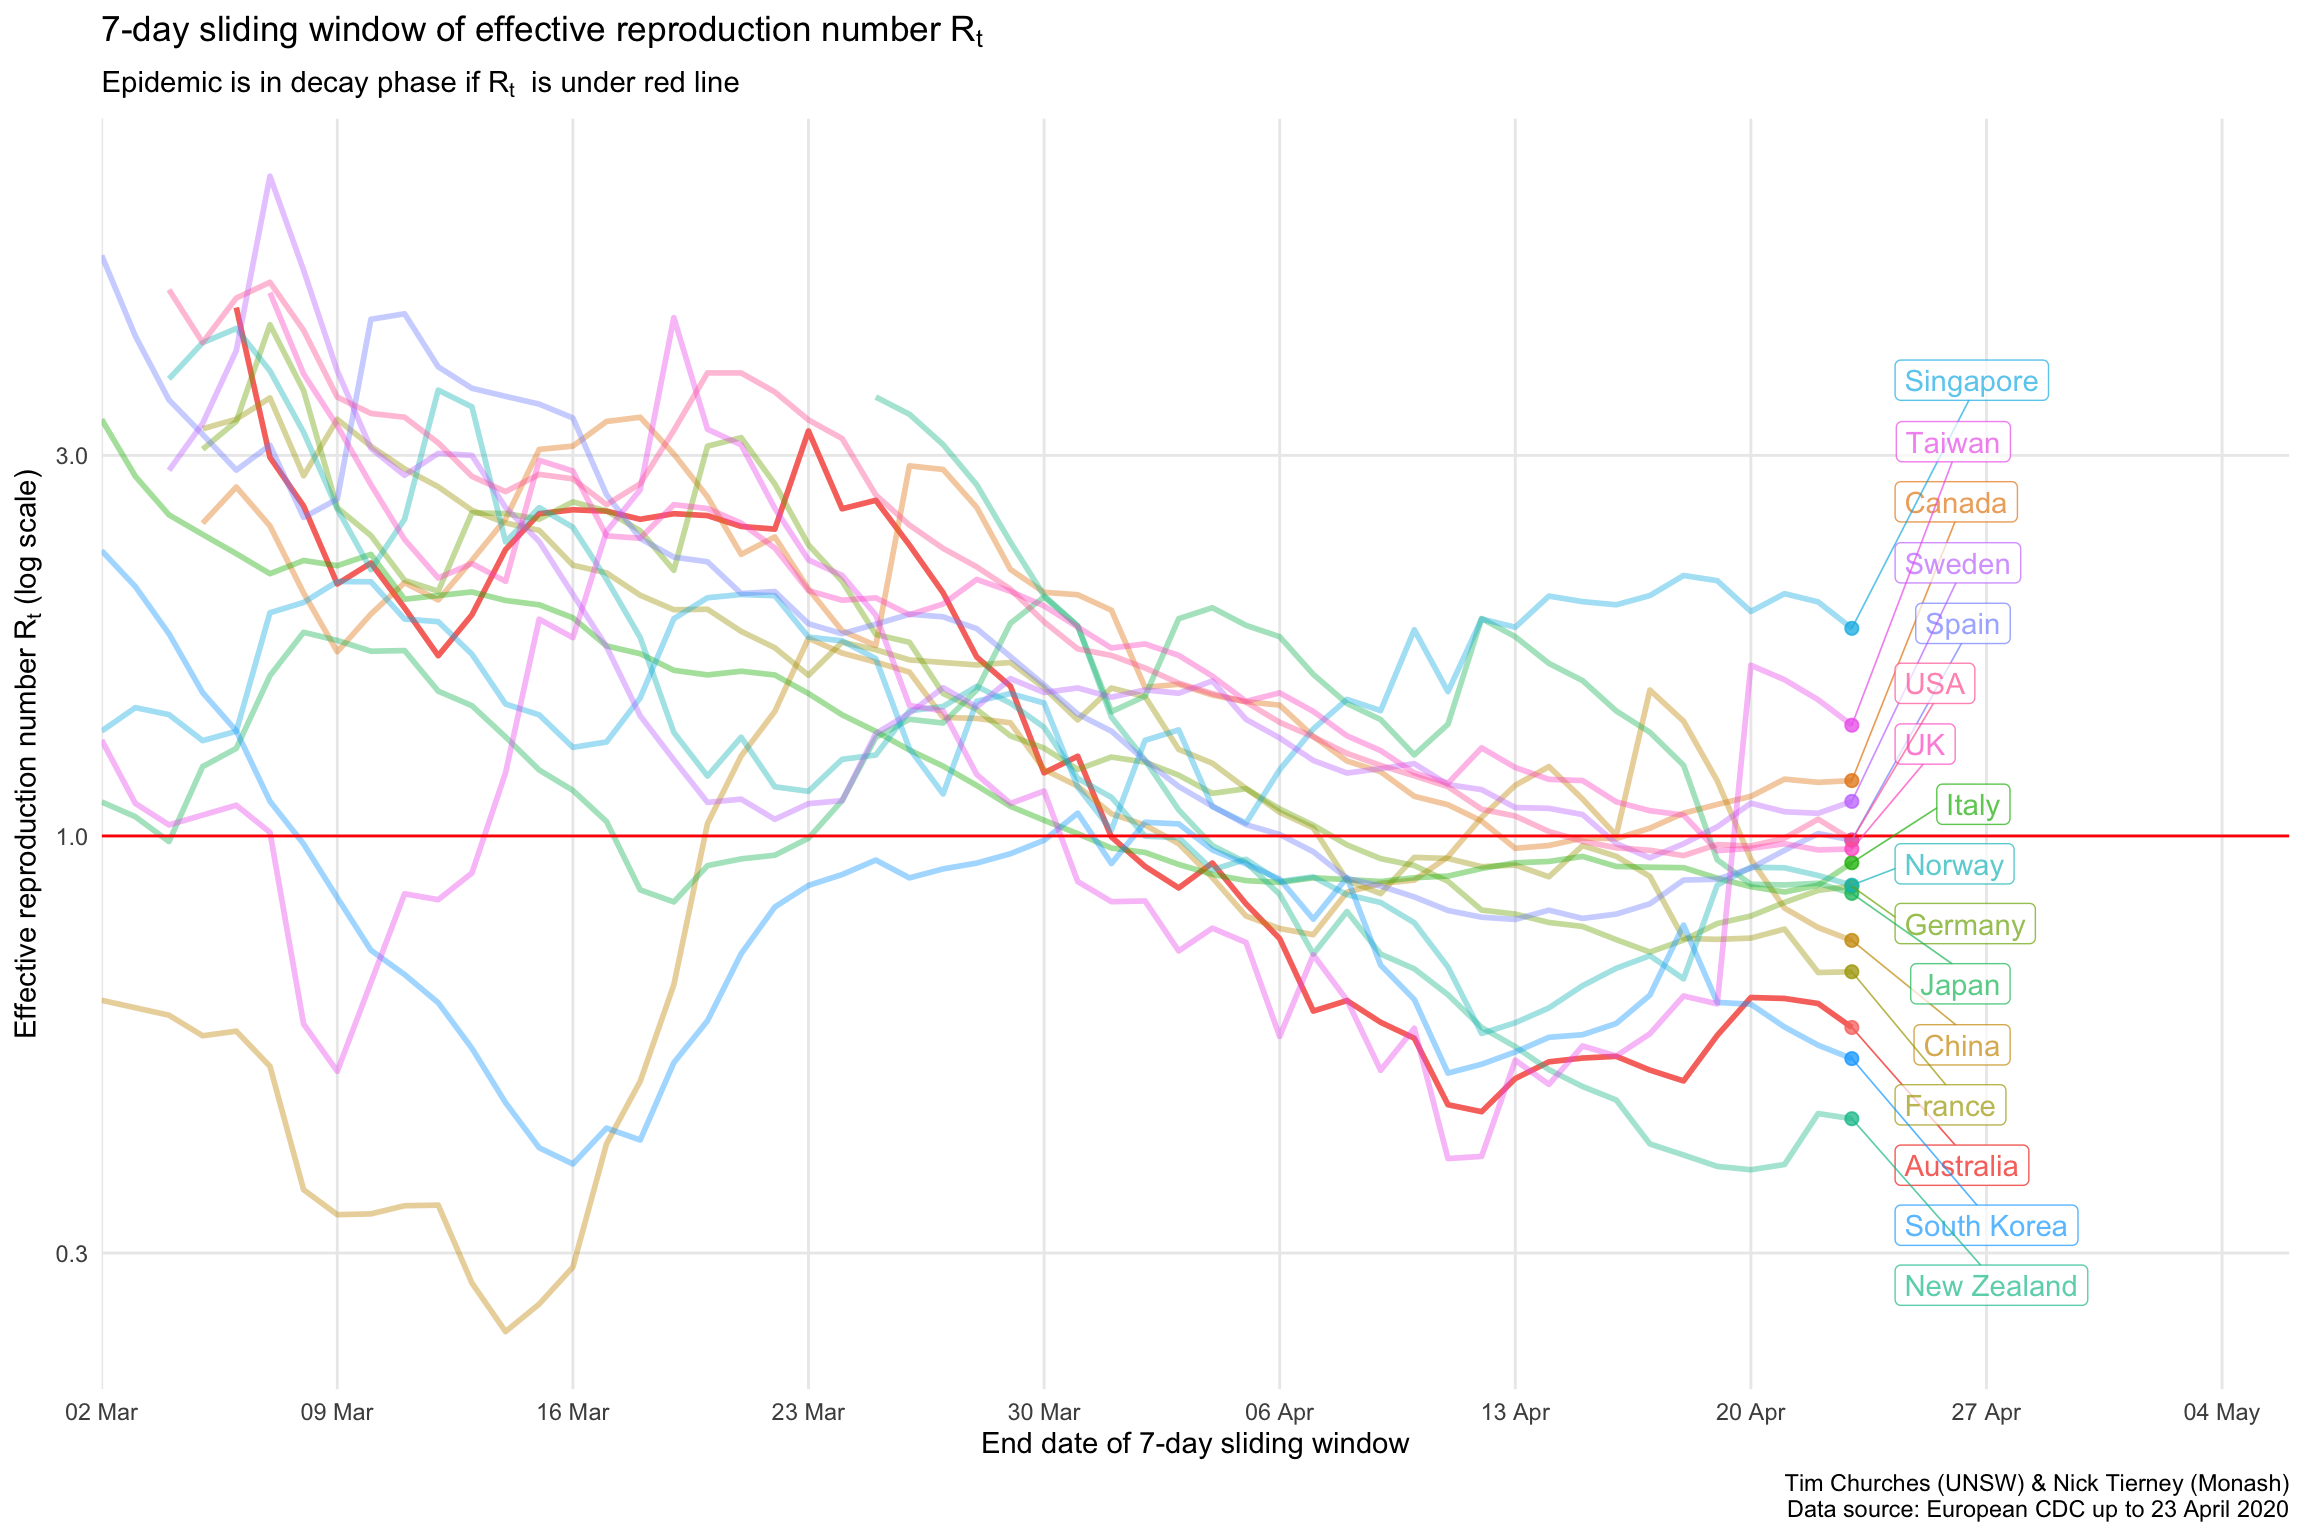 7-day sliding window of effective reproduction number Rt
Epidemic is in decay phase if Rt is under red line
Effective reproduction number Rt (log scale)
3.0
1.0
0.3
Singapore
Taiwan
Canada
Sweden
Spain
USA
UK
Italy
Norway
Germany
Japan
China
France
Australia
South Korea
New Zealand
02 Mar 09 Mar 16 Mar 23 Mar 30 Mar 06 Apr 13 Apr 20 Apr 27 Apr 04 May
End date of 7-day sliding window
Tim Churches (UNSW) & Nick Tierney (Monash)
Data source: European CDC up to 23 April 2020